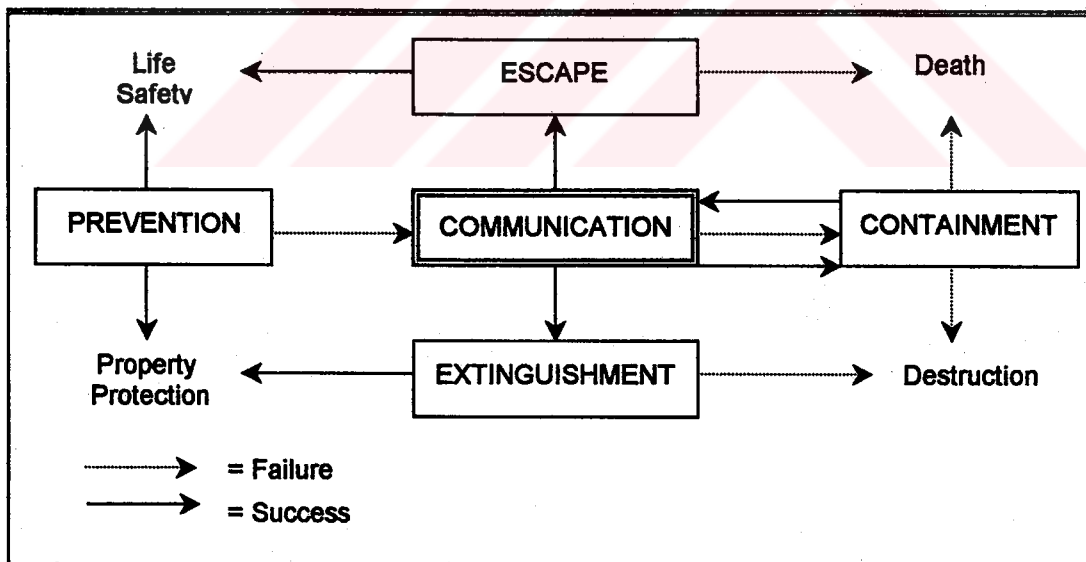 Life
Safety
ESCAPE
Death
PREVENTION
COMMUNICATION
CONTAINMENT
Property
Protection
EXTINGUISHMENT
Destruction
= Failure
= Success